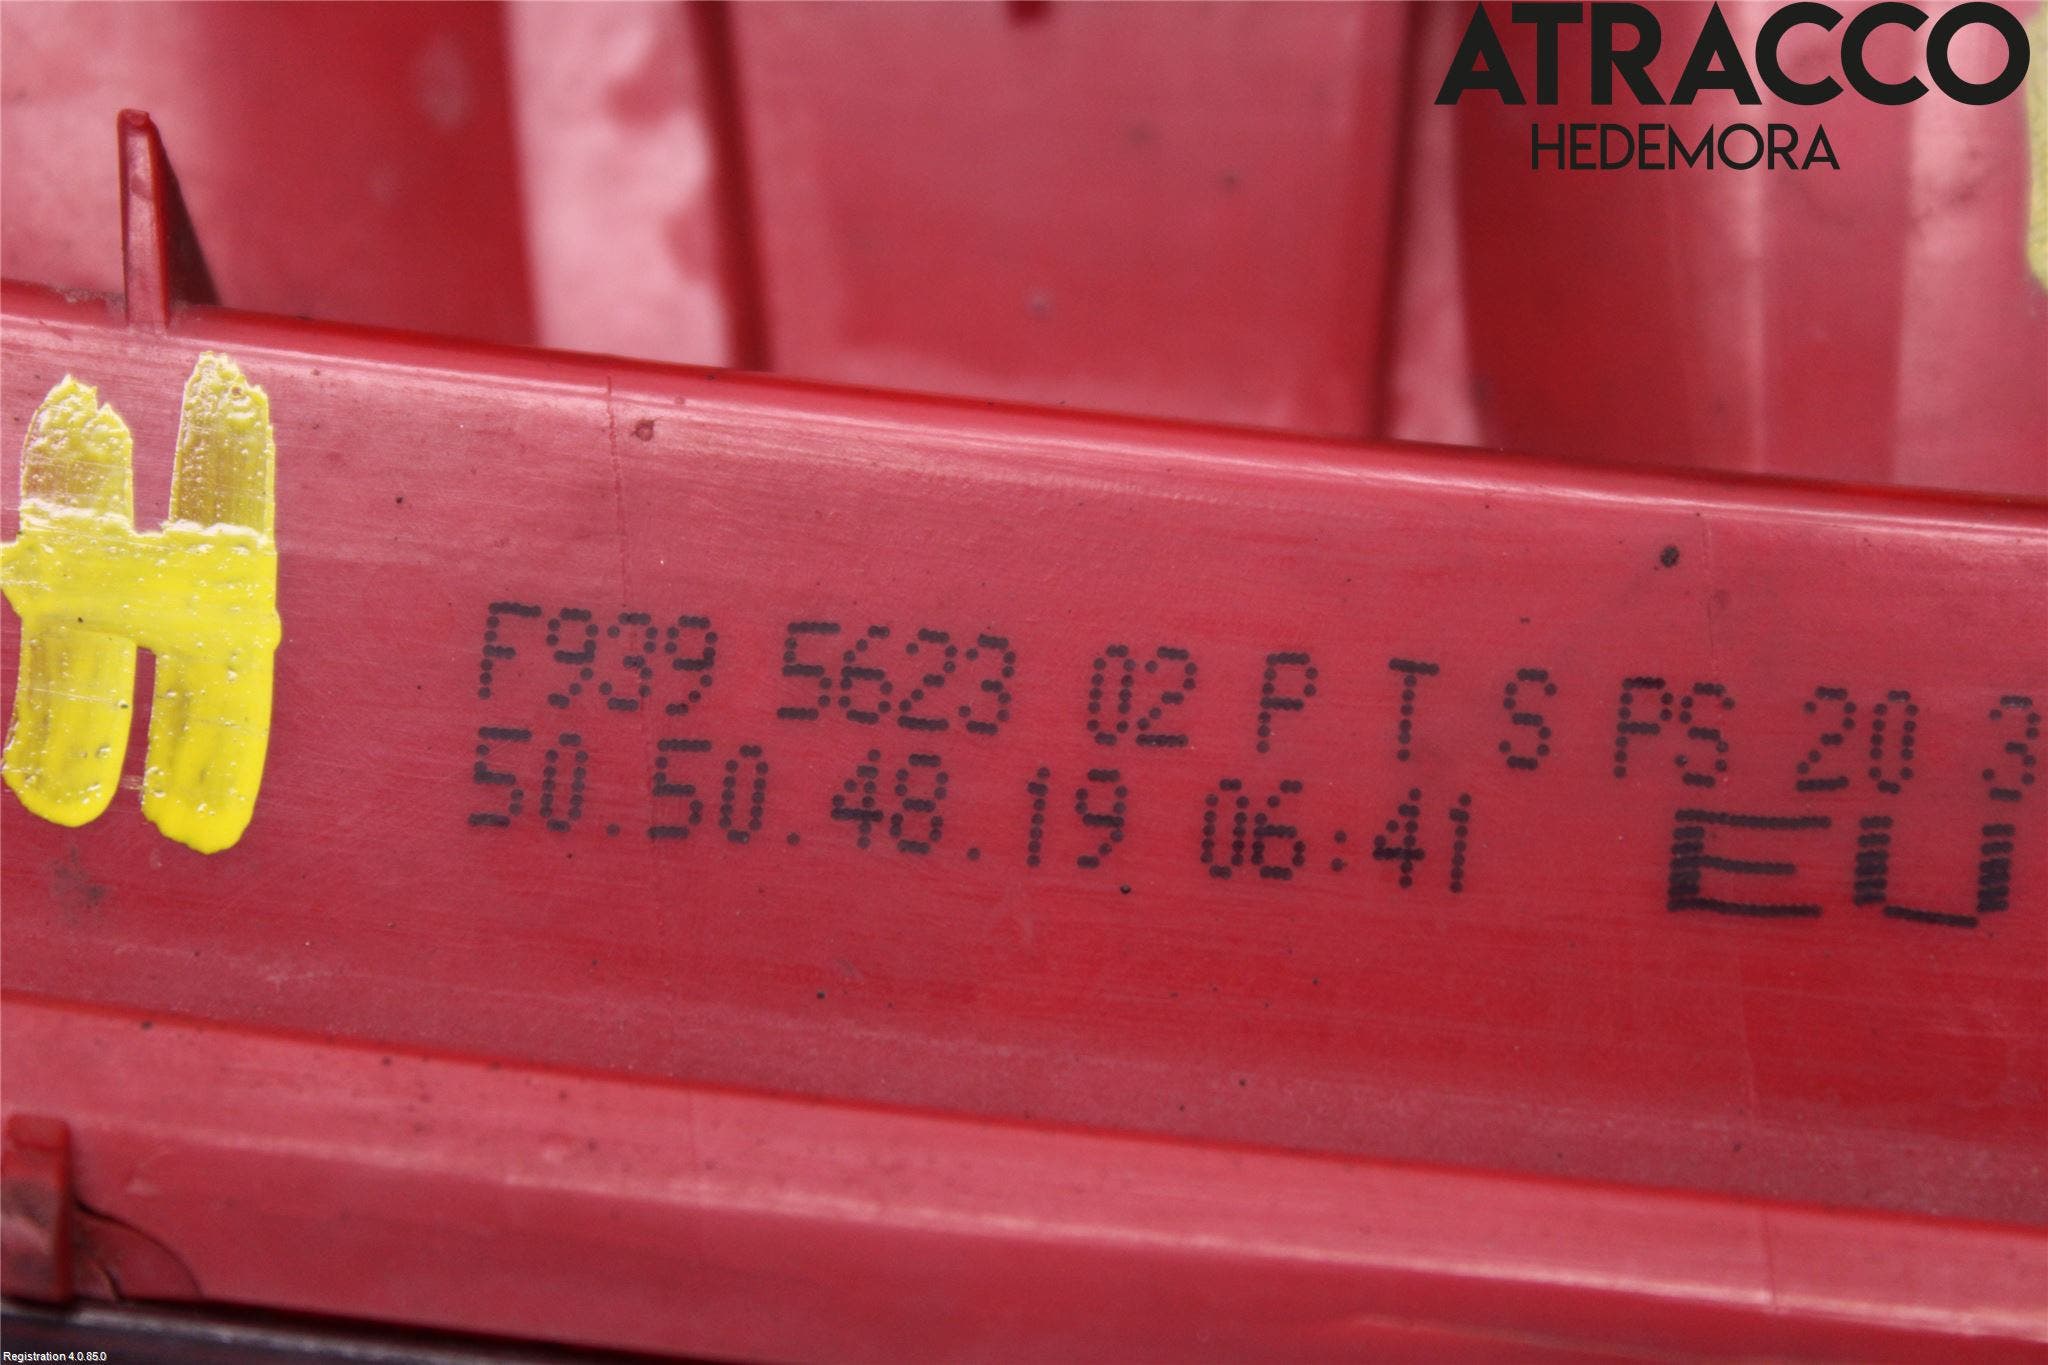 ATRACCO
HEDEMORA
H
F939 5623 02 P T S PS 20 3
50.50.48.19 06:41 EU
Registration 4.0.85.0